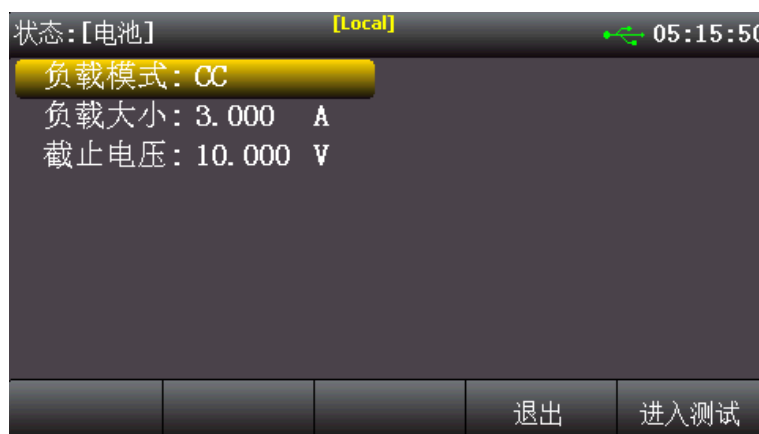 状态:[电池] [Local] 05:15:50
负载模式: CC
负载大小: 3.000 A
截止电压: 10.000 V
退出 进入测试